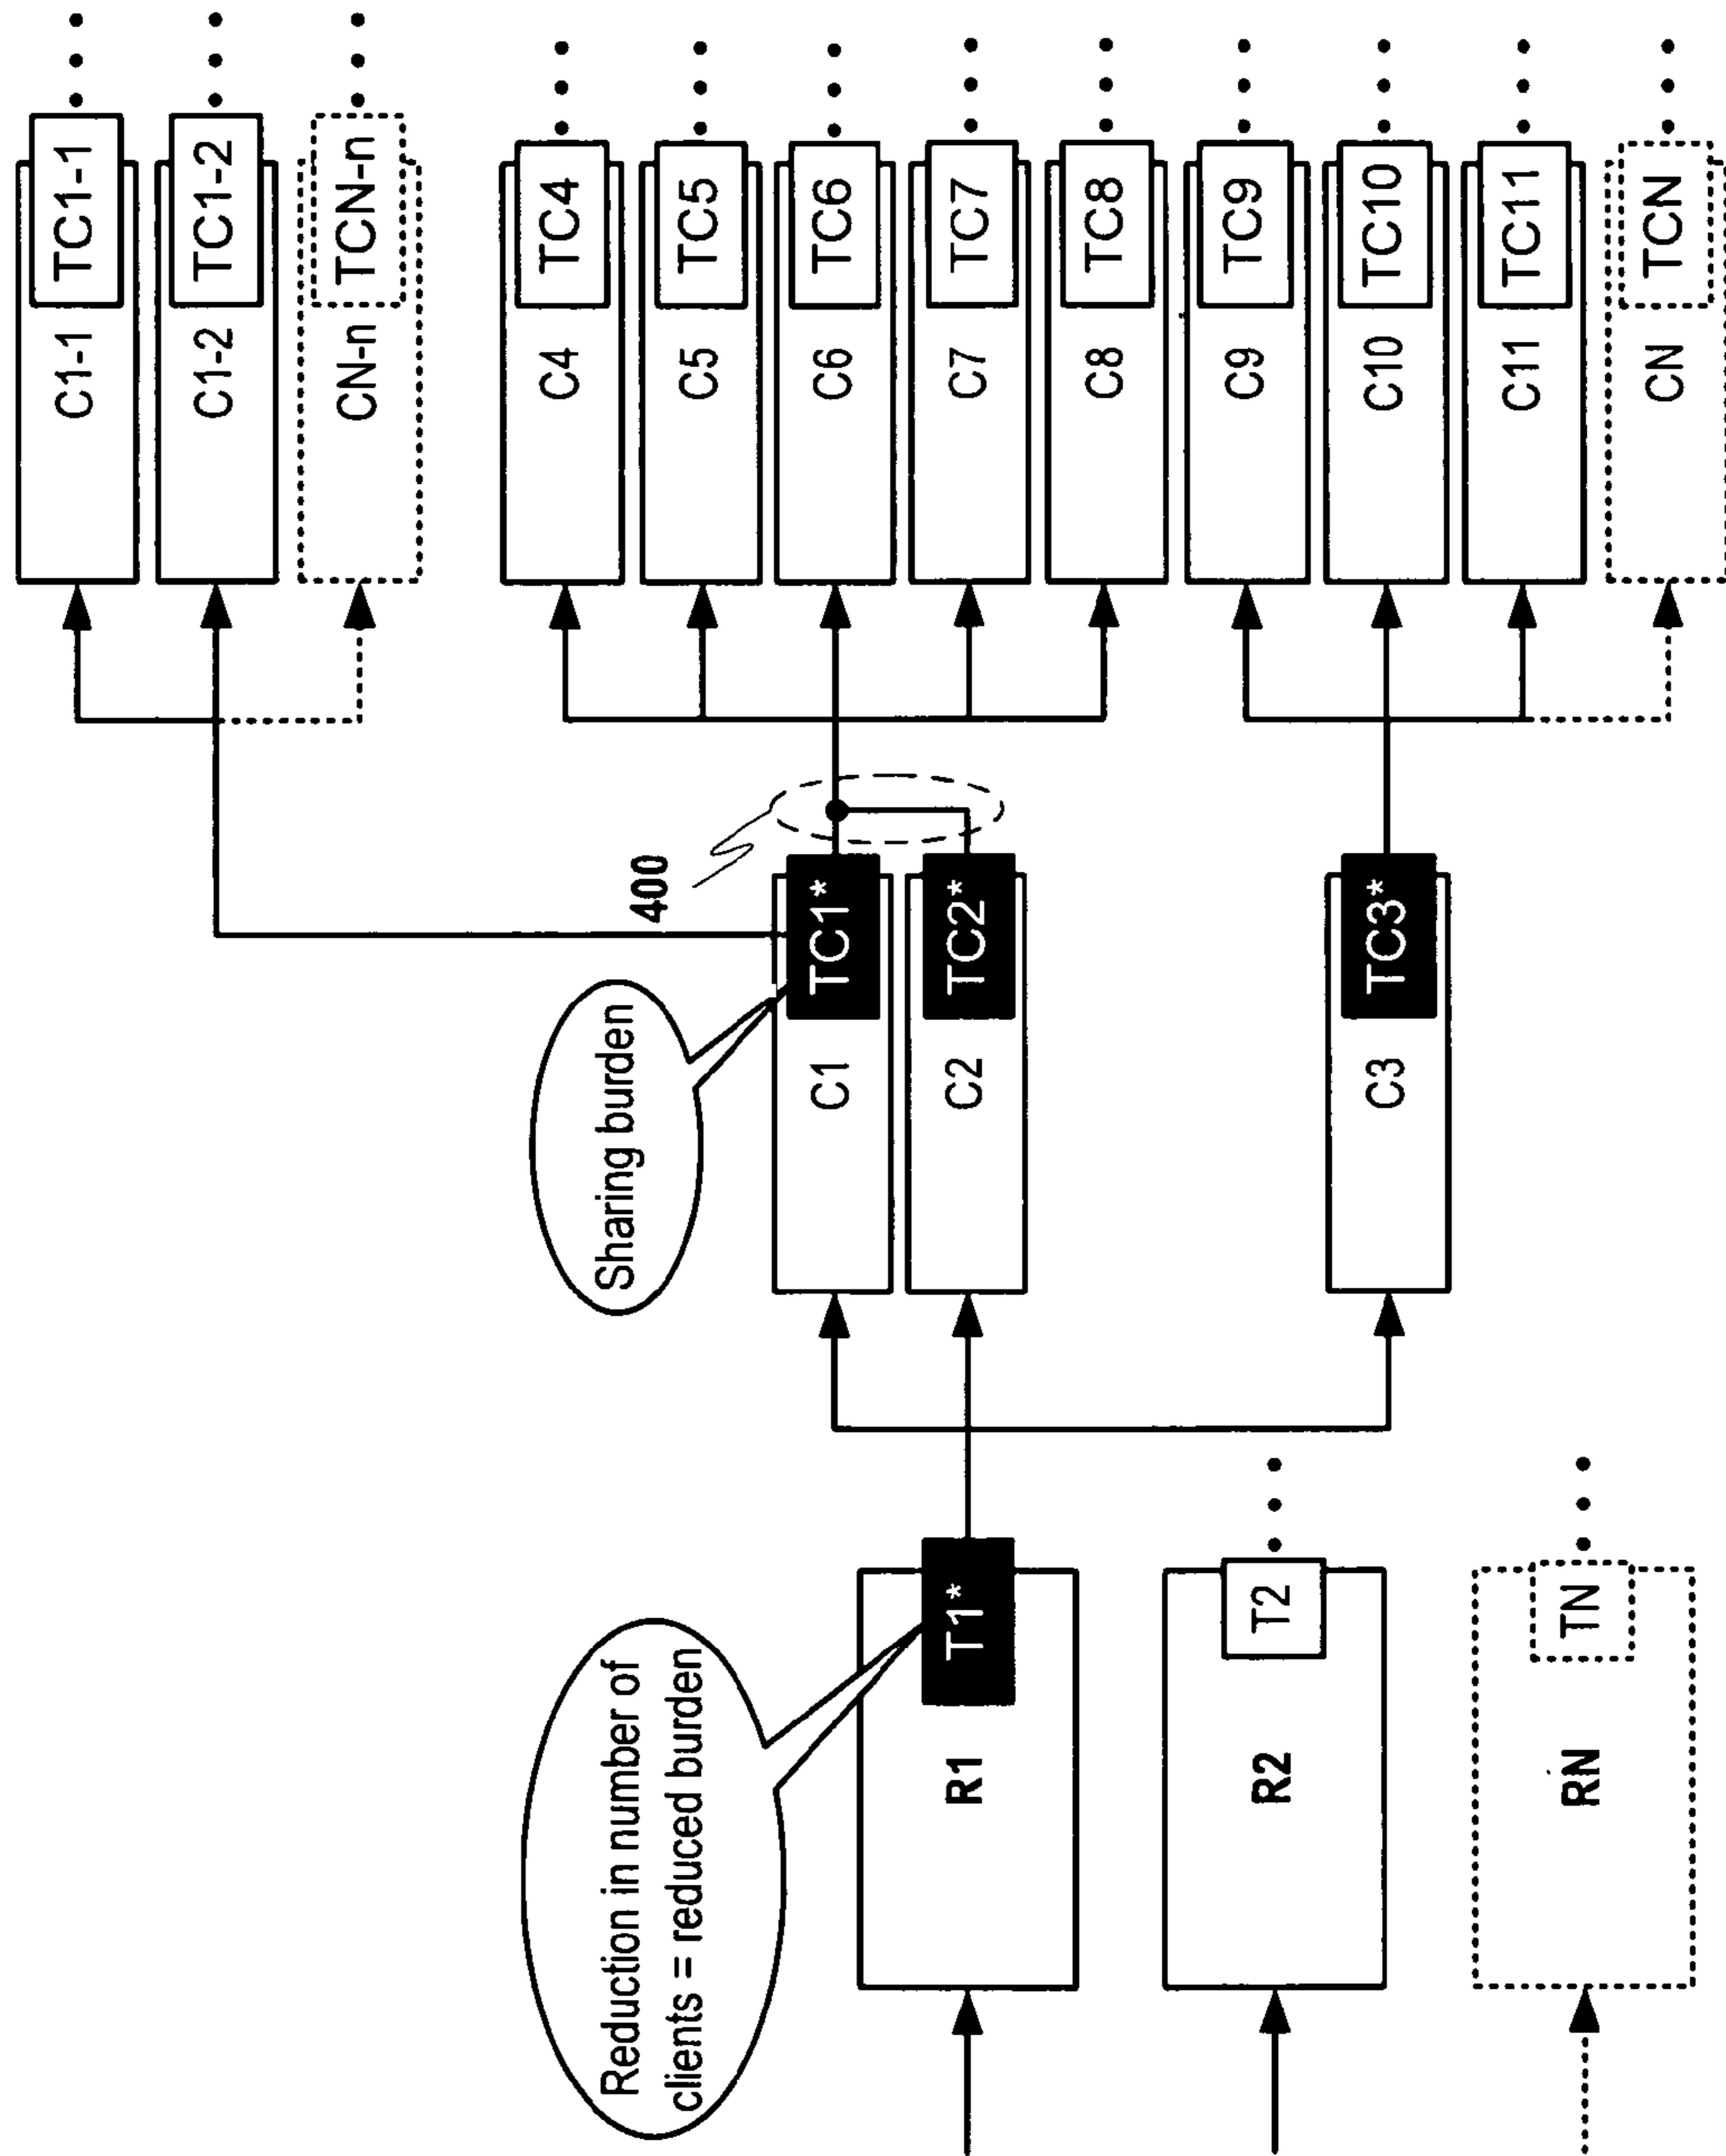 C1-1
TC1-1
C1-2
TC1-2
CN-n
TCN-n
Reduction in number of
clients = reduced burden
Sharing burden
400
C4
TC4
C5
TC5
C1
TC1*
C6
TC6
R1
T1*
C2
TC2*
C7
TC7
C8
TC8
C9
TC9
R2
T2
C3
TC3*
C10
TC10
C11
TC11
RN
TN
CN
TCN